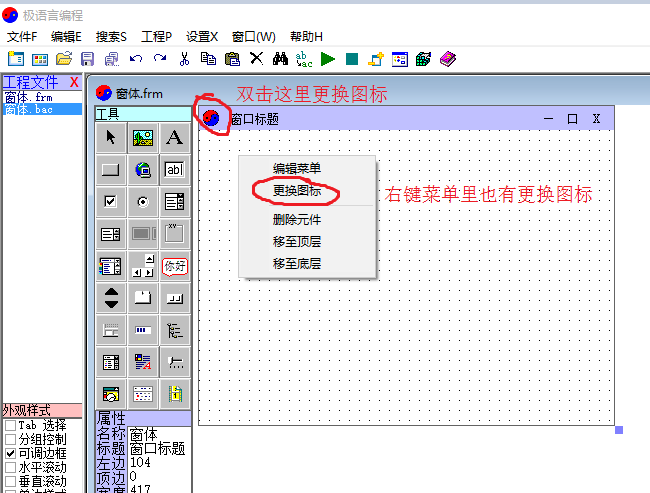 极语言编程
文件F 编辑E 搜索S 工程P 设置X 窗口(W) 帮助H
ab
ac
工程文件 X
窗体.frm
窗体.bac
窗体.frm
双击这里更换图标
工具
窗口标题
A
ab
xv
你好
编辑菜单
更换图标
删除元件
移至顶层
移至底层
右键菜单里也有更换图标
外观样式
Tab 选择
分组控制
可调边框
水平滚动
垂直滚动
属性
名称 窗体
标题 窗口标题
左边 104
顶边 0
宽度 417